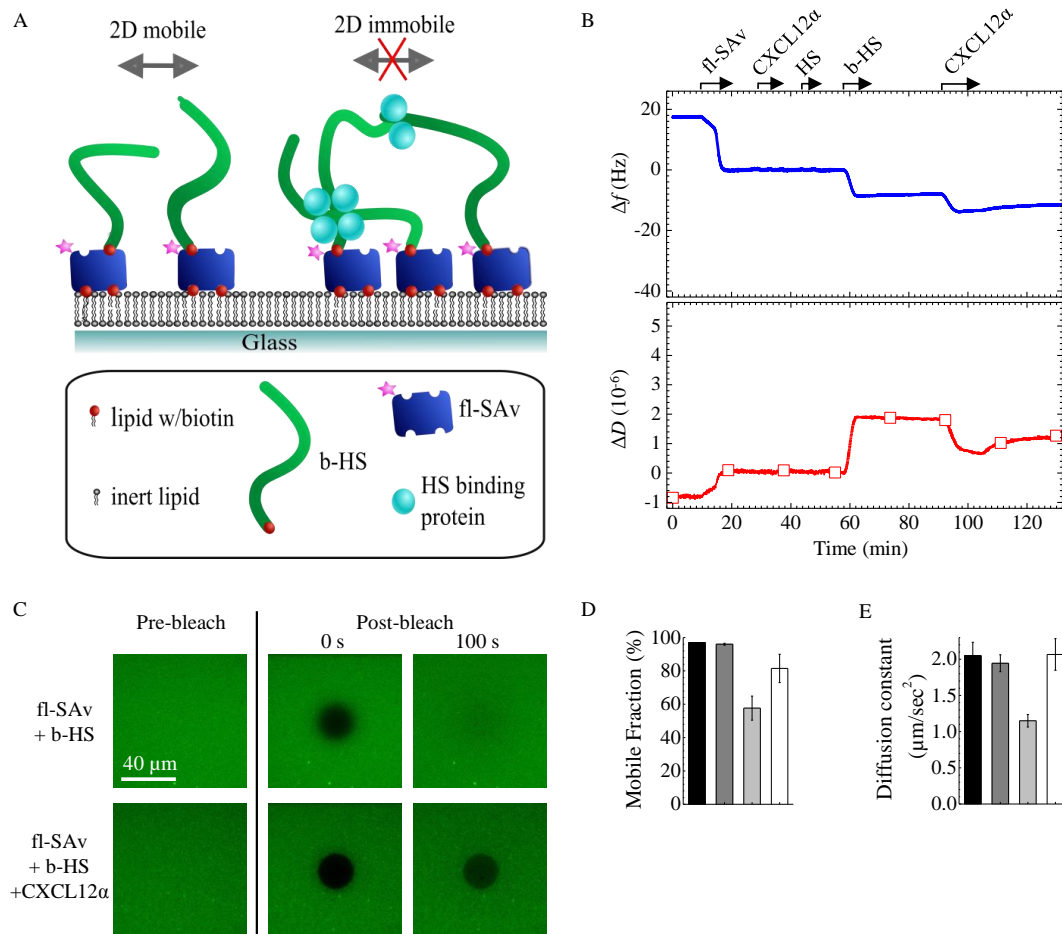 A
2D mobile
2D immobile
Glass
lipid w/biotin
inert lipid
b-HS
fl-SAv
HS binding
protein
B
fl-SAv
CXCL12α
HS
b-HS
CXCL12α
Δf (Hz)
20
0
-20
-40
ΔD (10⁻⁶)
5
4
3
2
1
0
-1
0 20 40 60 80 100 120
Time (min)
C
Pre-bleach
Post-bleach
0 s
100 s
fl-SAv
+ b-HS
40 µm
fl-SAv
+ b-HS
+CXCL12α
D
Mobile Fraction (%)
100
80
60
40
20
0
E
Diffusion constant
(µm/sec²)
2.0
1.5
1.0
0.5
0.0